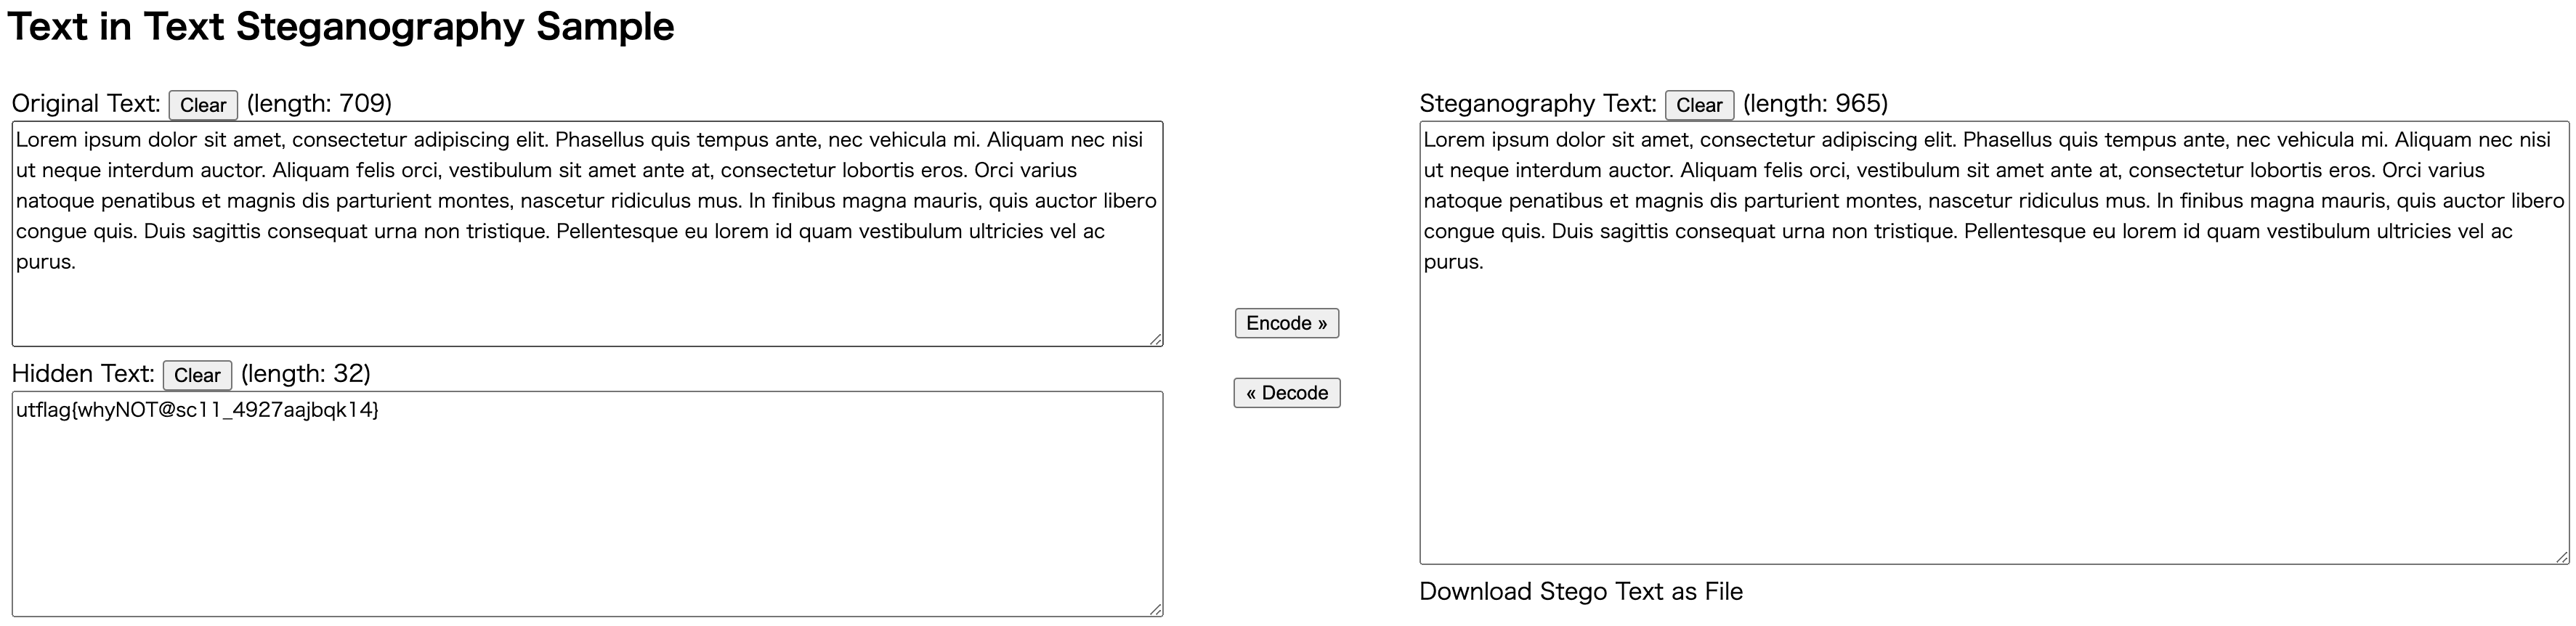 Text in Text Steganography Sample
Original Text: Clear (length: 709)
Lorem ipsum dolor sit amet, consectetur adipiscing elit. Phasellus quis tempus ante, nec vehicula mi. Aliquam nec nisi
ut neque interdum auctor. Aliquam felis orci, vestibulum sit amet ante at, consectetur lobortis eros. Orci varius
natoque penatibus et magnis dis parturient montes, nascetur ridiculus mus. In finibus magna mauris, quis auctor libero
congue quis. Duis sagittis consequat urna non tristique. Pellentesque eu lorem id quam vestibulum ultricies vel ac
purus.
Hidden Text: Clear (length: 32)
utflag{whyNOT@sc11_4927aajbqk14}
Encode »
« Decode
Steganography Text: Clear (length: 965)
Lorem ipsum dolor sit amet, consectetur adipiscing elit. Phasellus quis tempus ante, nec vehicula mi. Aliquam nec nisi
ut neque interdum auctor. Aliquam felis orci, vestibulum sit amet ante at, consectetur lobortis eros. Orci varius
natoque penatibus et magnis dis parturient montes, nascetur ridiculus mus. In finibus magna mauris, quis auctor libero
congue quis. Duis sagittis consequat urna non tristique. Pellentesque eu lorem id quam vestibulum ultricies vel ac
purus.
Download Stego Text as File